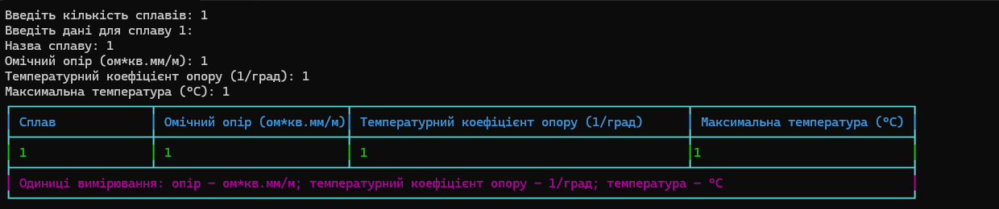 Введіть кількість сплавів: 1
Введіть дані для сплаву 1:
Назва сплаву: 1
Омічний опір (ом*кв.мм/м): 1
Температурний коефіцієнт опору (1/град): 1
Максимальна температура (°C): 1
Сплав Омічний опір (ом*кв.мм/м) Температурний коефіцієнт опору (1/град) Максимальна температура (°C)
1 1 1 1
Одиниці вимірювання: опір – ом*кв.мм/м; температурний коефіцієнт опору – 1/град; температура – °C